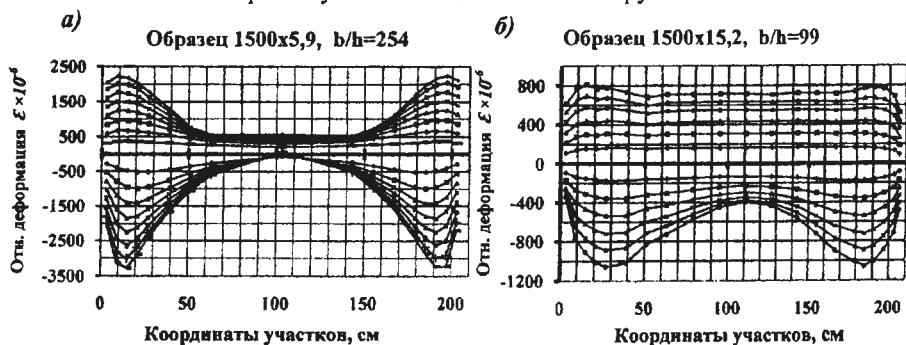 а)
Образец 1500х5,9, b/h=254
Отн. деформация ε ×10⁻⁶
2500
1500
500
-500
-1500
-2500
-3500
0 50 100 150 200
Координаты участков, см
б)
Образец 1500х15,2, b/h=99
Отн. деформация ε ×10⁻⁶
800
400
0
-400
-800
-1200
0 50 100 150 200
Координаты участков, см